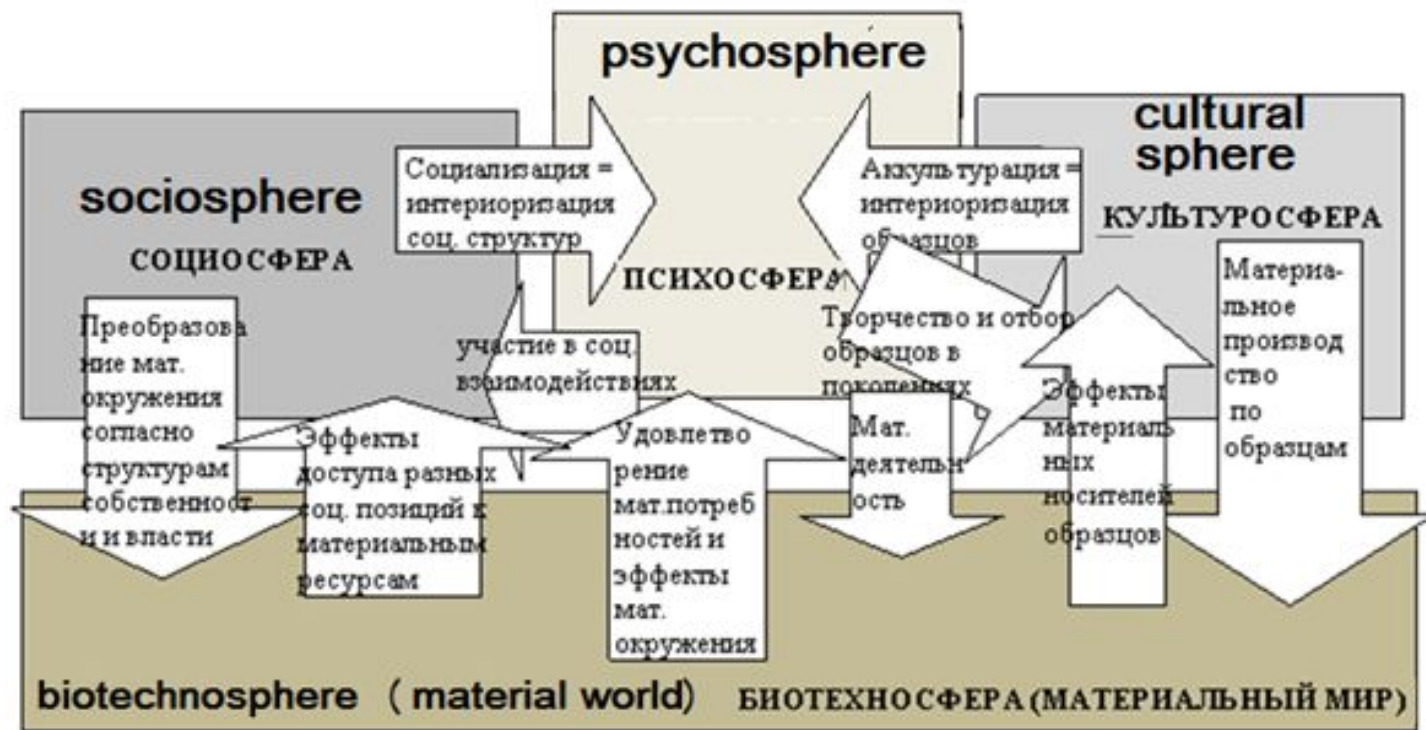 psychosphere
cultural
sphere
sociosphere
СОЦИОСФЕРА
Социализация =
интериоризация
соц. структур
ПСИХОСФЕРА
Аккультурация =
интериоризация
образцов
КУЛЬТУРОСФЕРА
Преобразова
ние мат.
окружения
согласно
структурам
собственност
и и власти
Эффекты
доступа разных
соц. позиций к
материальным
ресурсам
участие в соц.
взаимодействиях
Удовлетво
рение
мат.потреб
ностей и
эффекты
мат.
окружения
Творчество и отбор
образцов в
поколениях
Мат.
деятельн
ость
Эффекты
материаль
ных
носителей
образцов
Материа-
льное
производ
ство
по
образцам
biotechnosphere ( material world)
БИОТЕХНОСФЕРА (МАТЕРИАЛЬНЫЙ МИР)